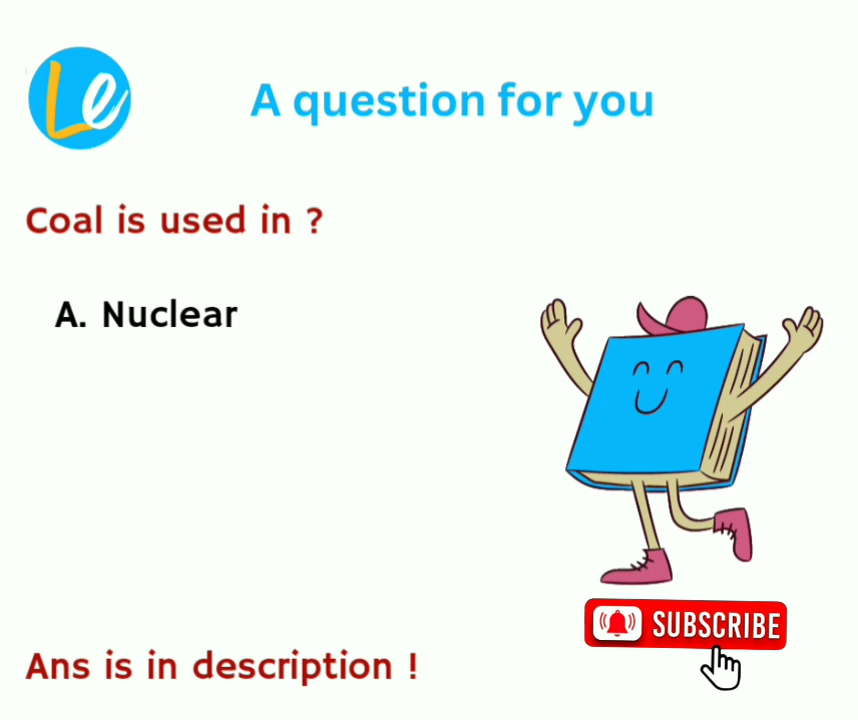 Le
A question for you
Coal is used in ?
A. Nuclear
SUBSCRIBE
Ans is in description !